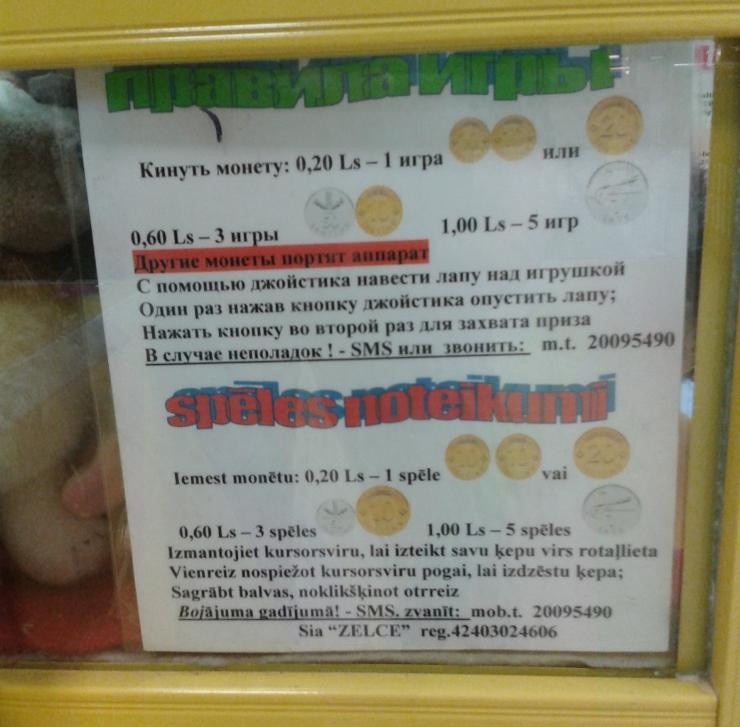 правила игры
Кинуть монету: 0,20 Ls – 1 игра или
0,60 Ls – 3 игры 1,00 Ls – 5 игр
Другие монеты портят аппарат
С помощью джойстика навести лапу над игрушкой
Один раз нажав кнопку джойстика опустить лапу;
Нажать кнопку во второй раз для захвата приза
В случае неполадок ! - SMS или звонить: m.t. 20095490
spēles noteikumi
Iemest monētu: 0,20 Ls – 1 spēle vai
0,60 Ls – 3 spēles 1,00 Ls – 5 spēles
Izmantojiet kursorsviru, lai izteikt savu ķepu virs rotaļlieta
Vienreiz nospiežot kursorsviru pogai, lai izdzēstu ķepa;
Sagrābt balvas, noklikšķinot otrreiz
Bojājuma gadījumā! - SMS. zvanīt: mob.t. 20095490
Sia “ZELCE” reg.42403024606